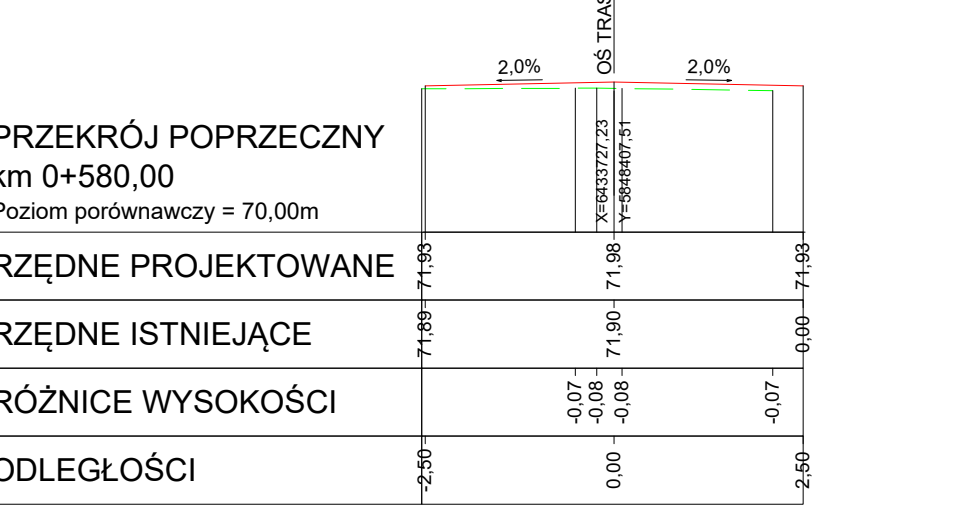 OŚ TRAS
2,0% 2,0%
PRZEKRÓJ POPRZECZNY
km 0+580,00
Poziom porównawczy = 70,00m
X=6433727,23
Y=5848407,51
RZĘDNE PROJEKTOWANE 71,93 71,98 71,93
RZĘDNE ISTNIEJĄCE 71,89 71,90 0,00
RÓŻNICE WYSOKOŚCI -0,07 -0,08 -0,08 -0,07
ODLEGŁOŚCI -2,50 0,00 2,50